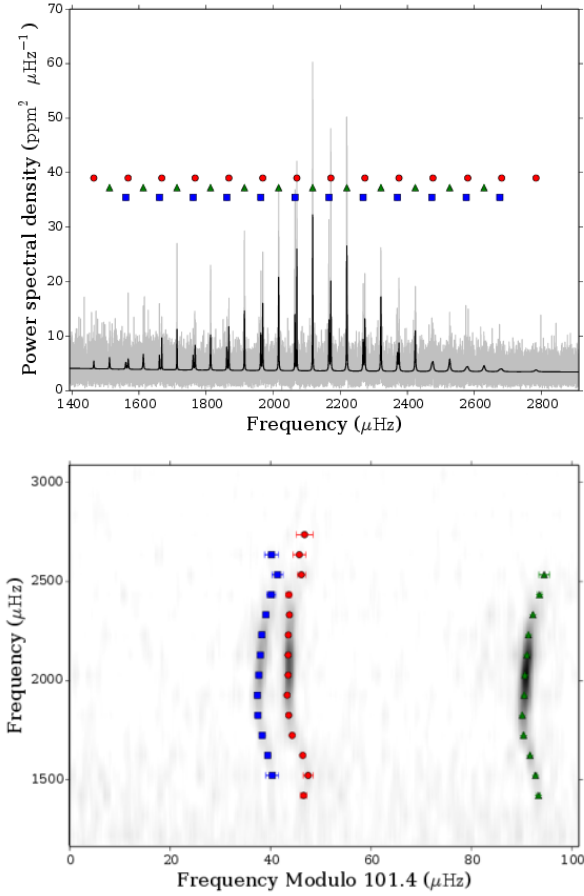 70
60
50
40
30
20
10
0
Power spectral density (ppm² μHz⁻¹)
1400 1600 1800 2000 2200 2400 2600 2800
Frequency (μHz)
3000
2500
2000
1500
Frequency (μHz)
0 20 40 60 80 100
Frequency Modulo 101.4 (μHz)